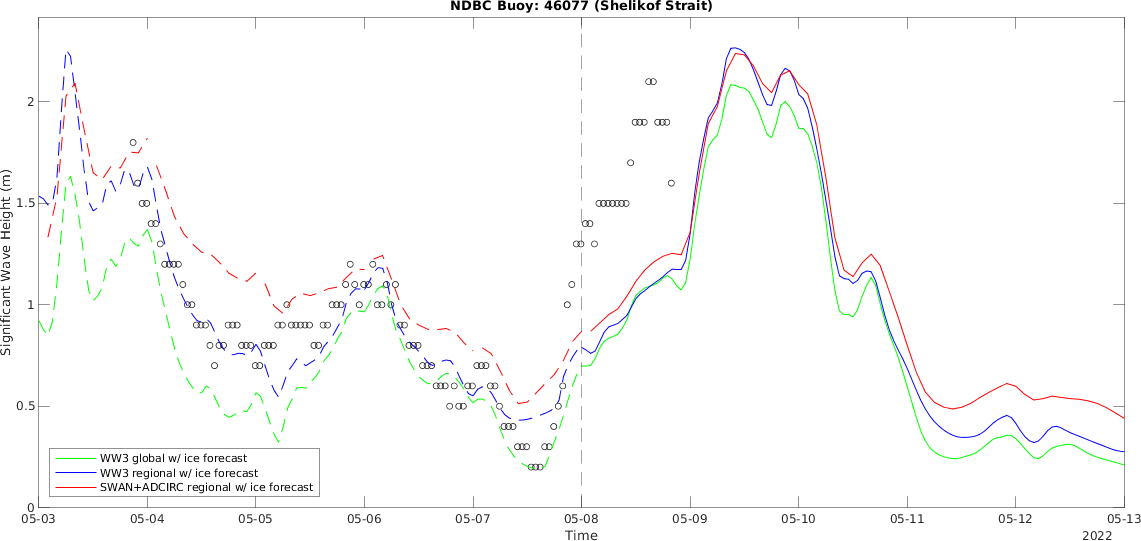 NDBC Buoy: 46077 (Shelikof Strait)
Significant Wave Height (m)
2
1.5
1
0.5
0
WW3 global w/ ice forecast
WW3 regional w/ ice forecast
SWAN+ADCIRC regional w/ ice forecast
05-03 05-04 05-05 05-06 05-07 05-08 05-09 05-10 05-11 05-12 05-13
Time
2022